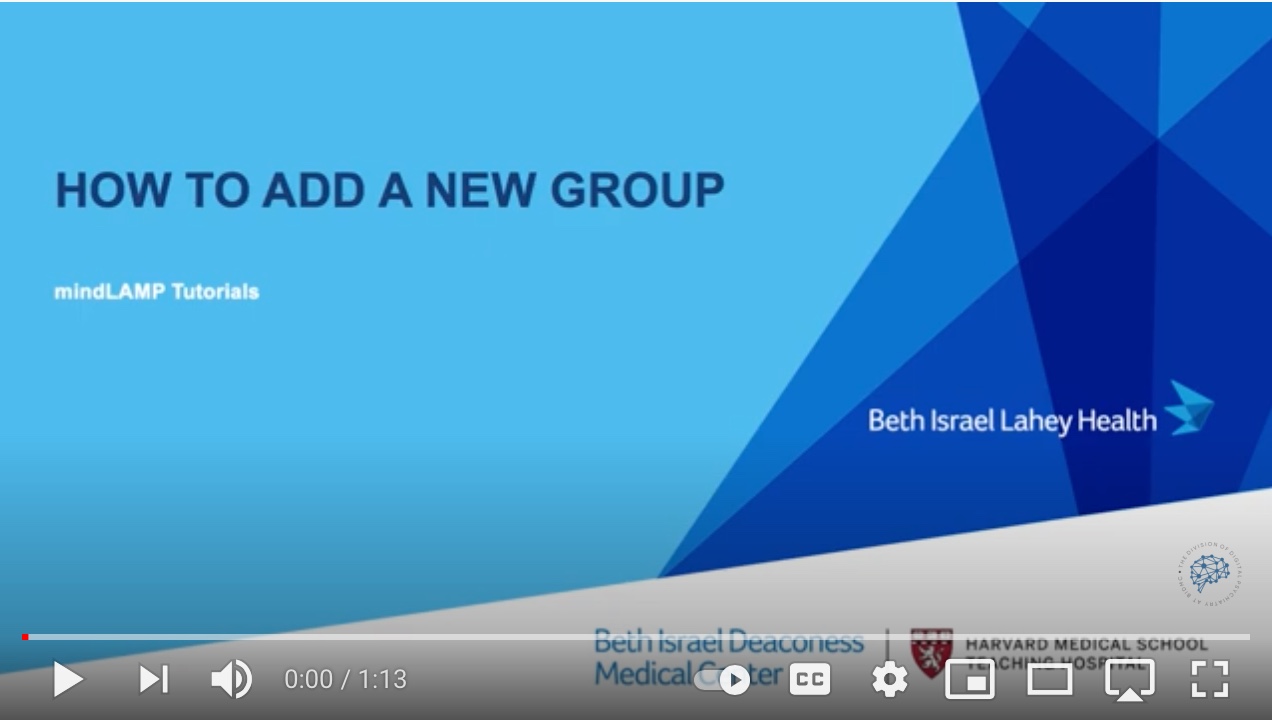 HOW TO ADD A NEW GROUP
mindLAMP Tutorials
Beth Israel Lahey Health
THE DIVISION OF DIGITAL PSYCHIATRY AT BIDMC
Beth Israel Deaconess
Medical Center
HARVARD MEDICAL SCHOOL
TEACHING HOSPITAL
0:00 / 1:13
CC